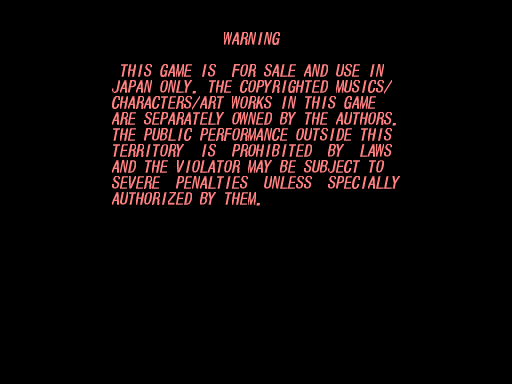 WARNING
THIS GAME IS FOR SALE AND USE IN
JAPAN ONLY. THE COPYRIGHTED MUSICS/
CHARACTERS/ART WORKS IN THIS GAME
ARE SEPARATELY OWNED BY THE AUTHORS.
THE PUBLIC PERFORMANCE OUTSIDE THIS
TERRITORY IS PROHIBITED BY LAWS
AND THE VIOLATOR MAY BE SUBJECT TO
SEVERE PENALTIES UNLESS SPECIALLY
AUTHORIZED BY THEM.